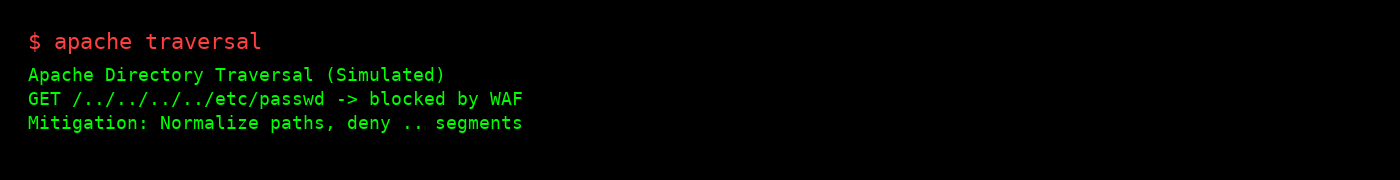 $ apache traversal
Apache Directory Traversal (Simulated)
GET /../../../../etc/passwd -> blocked by WAF
Mitigation: Normalize paths, deny .. segments